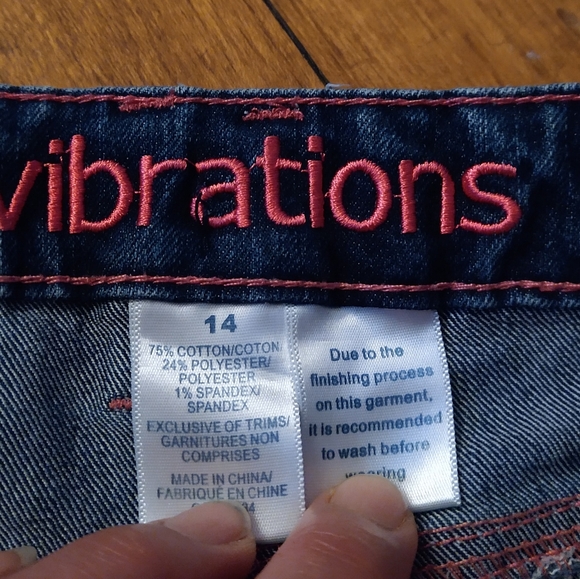 vibrations
14
75% COTTON/COTON
24% POLYESTER/
POLYESTER
1% SPANDEX/
SPANDEX
EXCLUSIVE OF TRIMS/
GARNITURES NON
COMPRISES
MADE IN CHINA/
FABRIQUÉ EN CHINE
Due to the
finishing process
on this garment,
it is recommended
to wash before
wearing